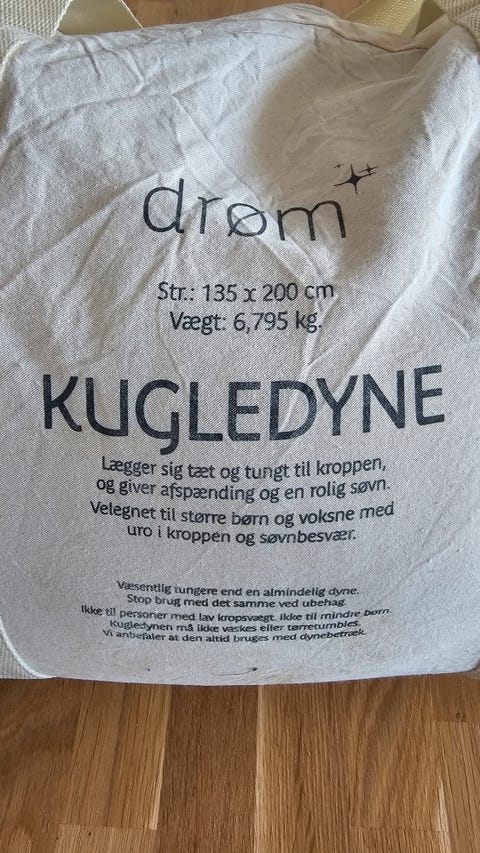 drøm
Str.: 135 x 200 cm
Vægt: 6,795 kg.
KUGLEDYNE
Lægger sig tæt og tungt til kroppen,
og giver afspænding og en rolig søvn.
Velegnet til større børn og voksne med
uro i kroppen og søvnbesvær.
Væsentlig tungere end en almindelig dyne.
Stop brug med det samme ved ubehag.
Ikke til personer med lav kropsvægt. Ikke til mindre børn.
Kugledynen må ikke vaskes eller tørretumbles.
Vi anbefaler at den altid bruges med dynebetræk.